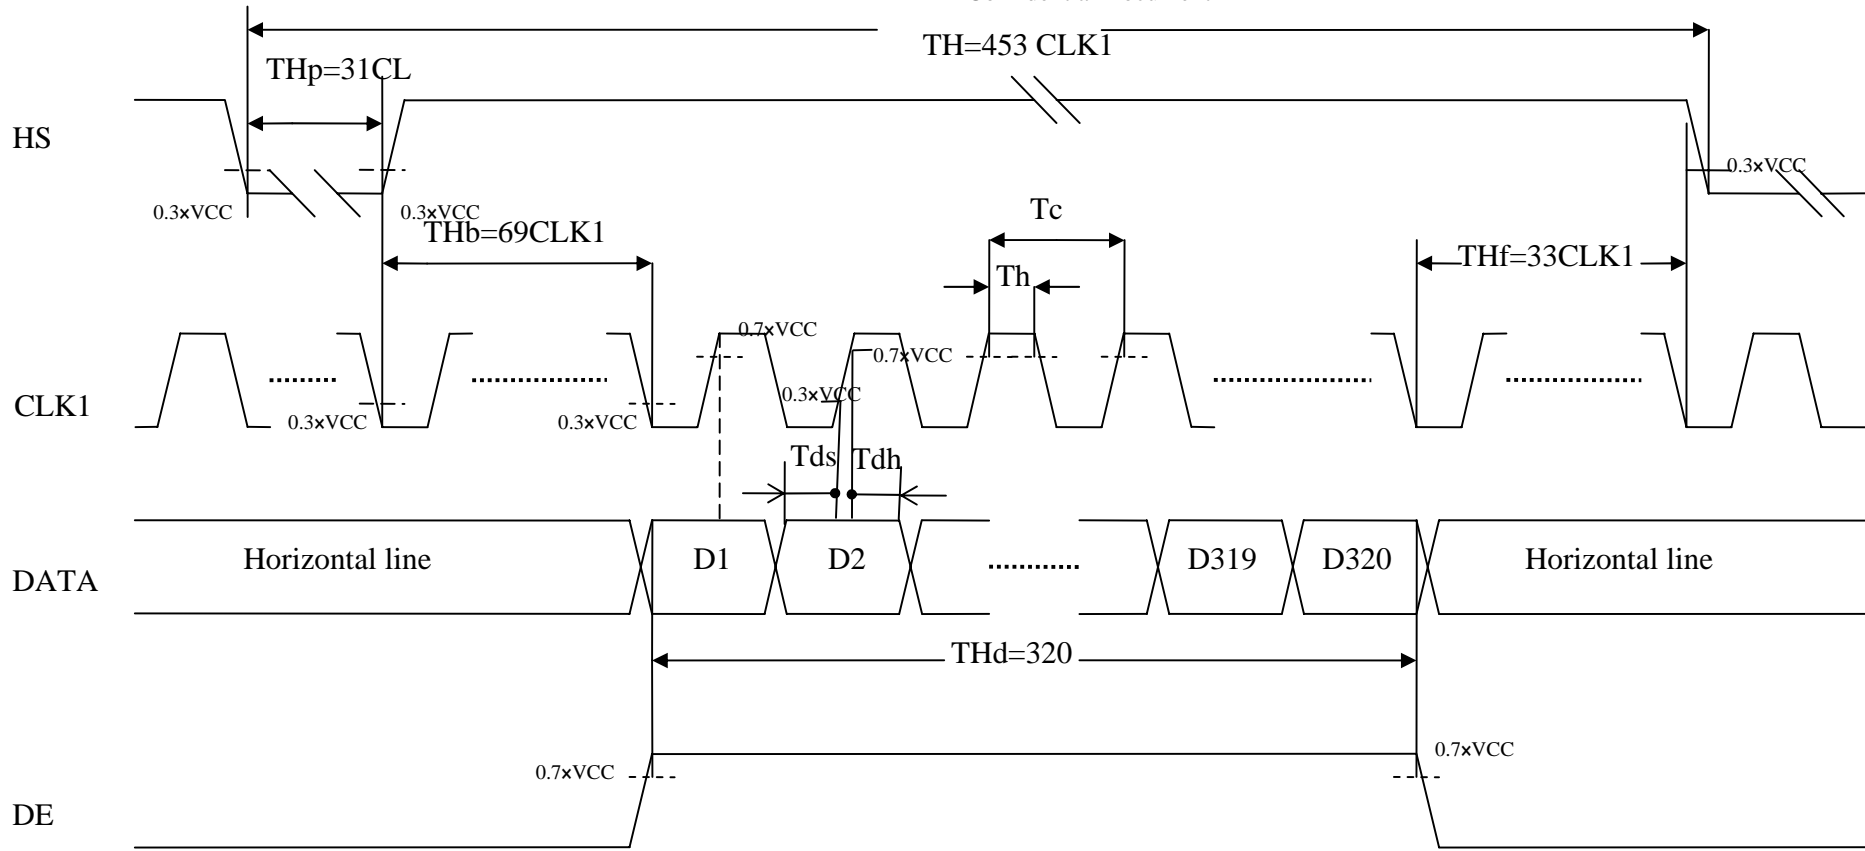 TH=453 CLK1
THp=31CL
HS
0.3×VCC
0.3×VCC
0.3×VCC
THb=69CLK1
Tc
THf=33CLK1
Th
0.7×VCC
0.7×VCC
0.3×VCC
CLK1
0.3×VCC
0.3×VCC
Tds
Tdh
Horizontal line
D1
D2
D319
D320
Horizontal line
DATA
THd=320
0.7×VCC
0.7×VCC
DE